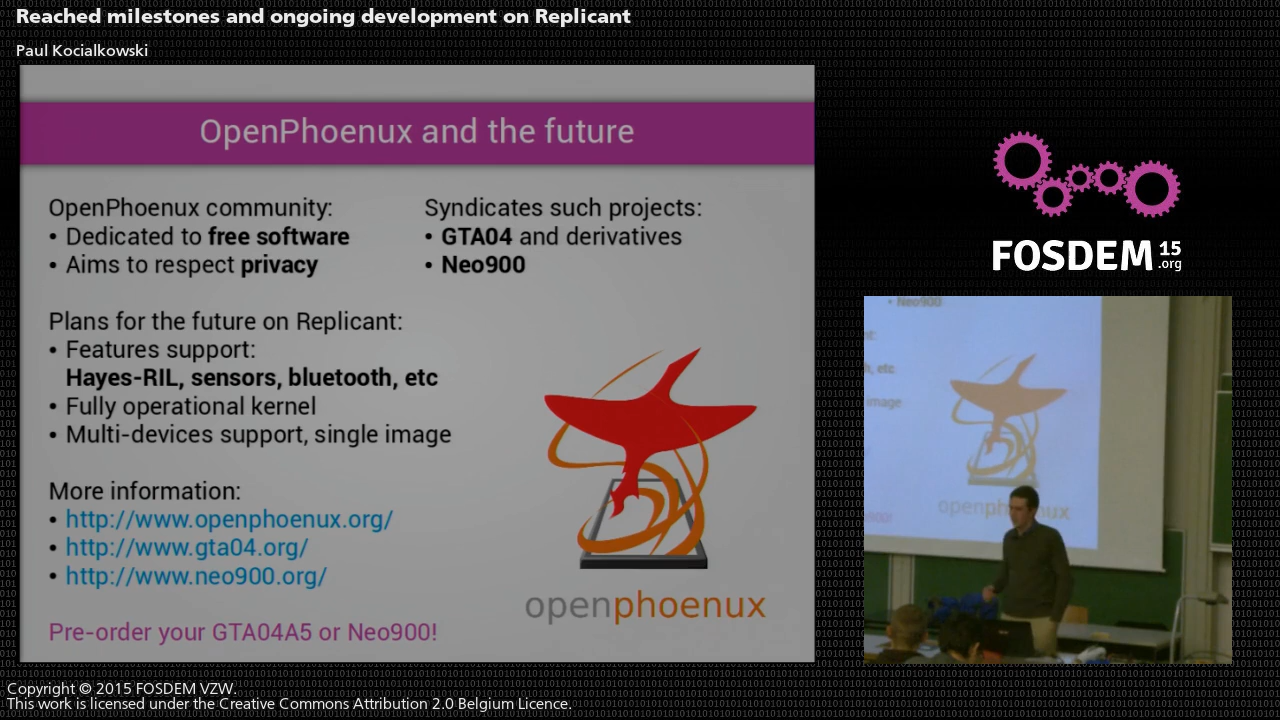 Reached milestones and ongoing development on Replicant
Paul Kocialkowski
OpenPhoenux and the future
OpenPhoenux community:
• Dedicated to free software
• Aims to respect privacy
Syndicates such projects:
• GTA04 and derivatives
• Neo900
Plans for the future on Replicant:
• Features support:
Hayes-RIL, sensors, bluetooth, etc
• Fully operational kernel
• Multi-devices support, single image
More information:
• http://www.openphoenux.org/
• http://www.gta04.org/
• http://www.neo900.org/
Pre-order your GTA04A5 or Neo900!
openphoenux
FOSDEM 15
.org
• Neo900
etc
image
openphoenux
Copyright © 2015 FOSDEM VZW.
This work is licensed under the Creative Commons Attribution 2.0 Belgium Licence.